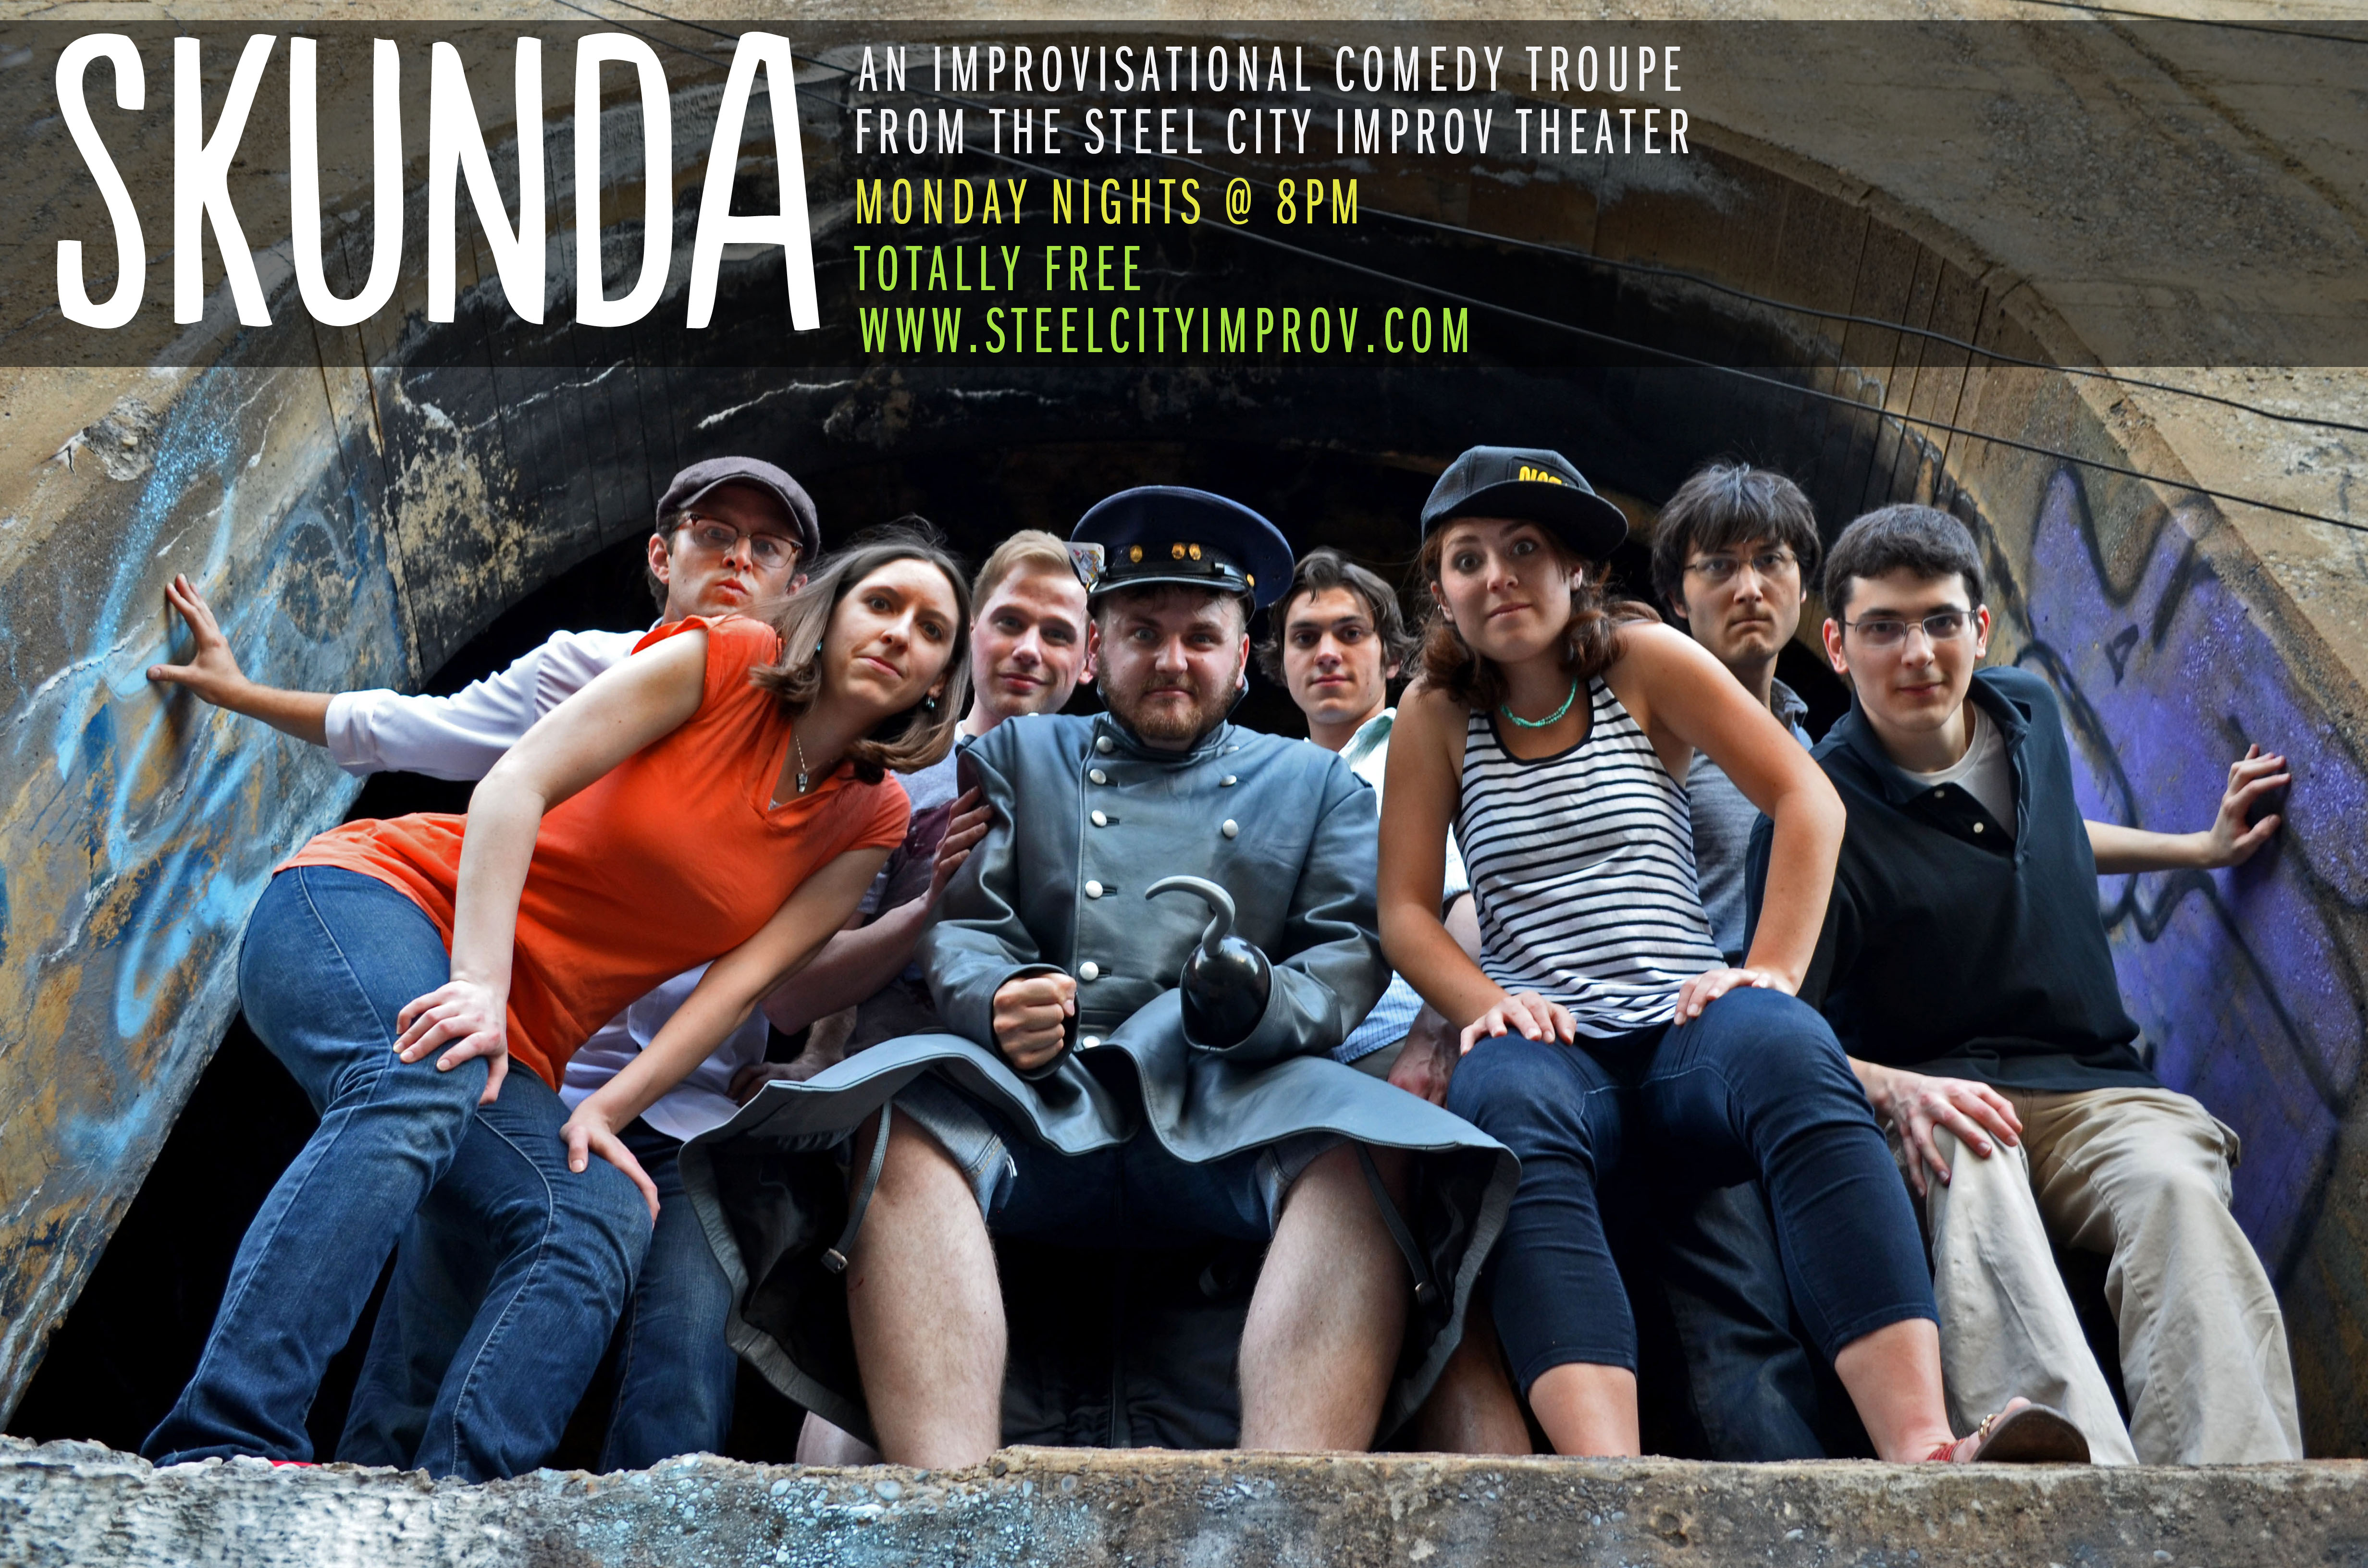 SKUNDA
AN IMPROVISATIONAL COMEDY TROUPE
FROM THE STEEL CITY IMPROV THEATER
MONDAY NIGHTS @ 8PM
TOTALLY FREE
WWW.STEELCITYIMPROV.COM